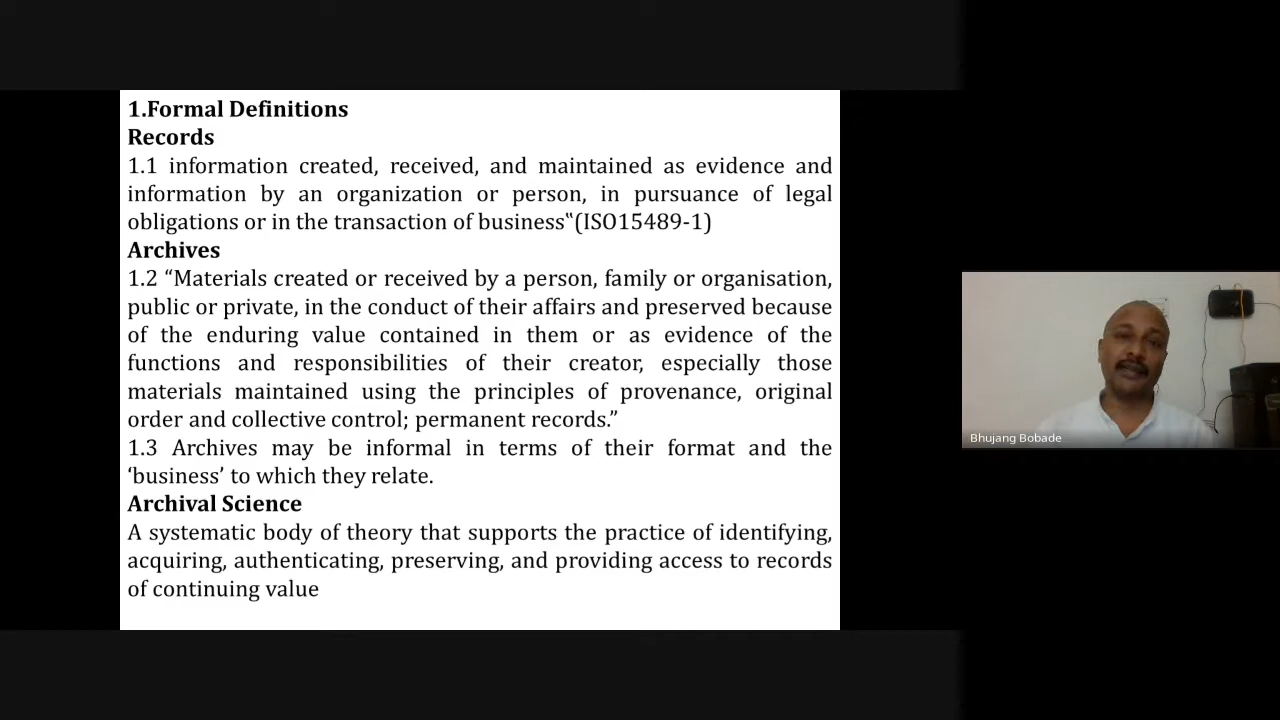 1.Formal Definitions
Records
1.1 information created, received, and maintained as evidence and
information by an organization or person, in pursuance of legal
obligations or in the transaction of business‟(ISO15489-1)
Archives
1.2 “Materials created or received by a person, family or organisation,
public or private, in the conduct of their affairs and preserved because
of the enduring value contained in them or as evidence of the
functions and responsibilities of their creator, especially those
materials maintained using the principles of provenance, original
order and collective control; permanent records.”
1.3 Archives may be informal in terms of their format and the
‘business’ to which they relate.
Archival Science
A systematic body of theory that supports the practice of identifying,
acquiring, authenticating, preserving, and providing access to records
of continuing value
Bhujang Bobade